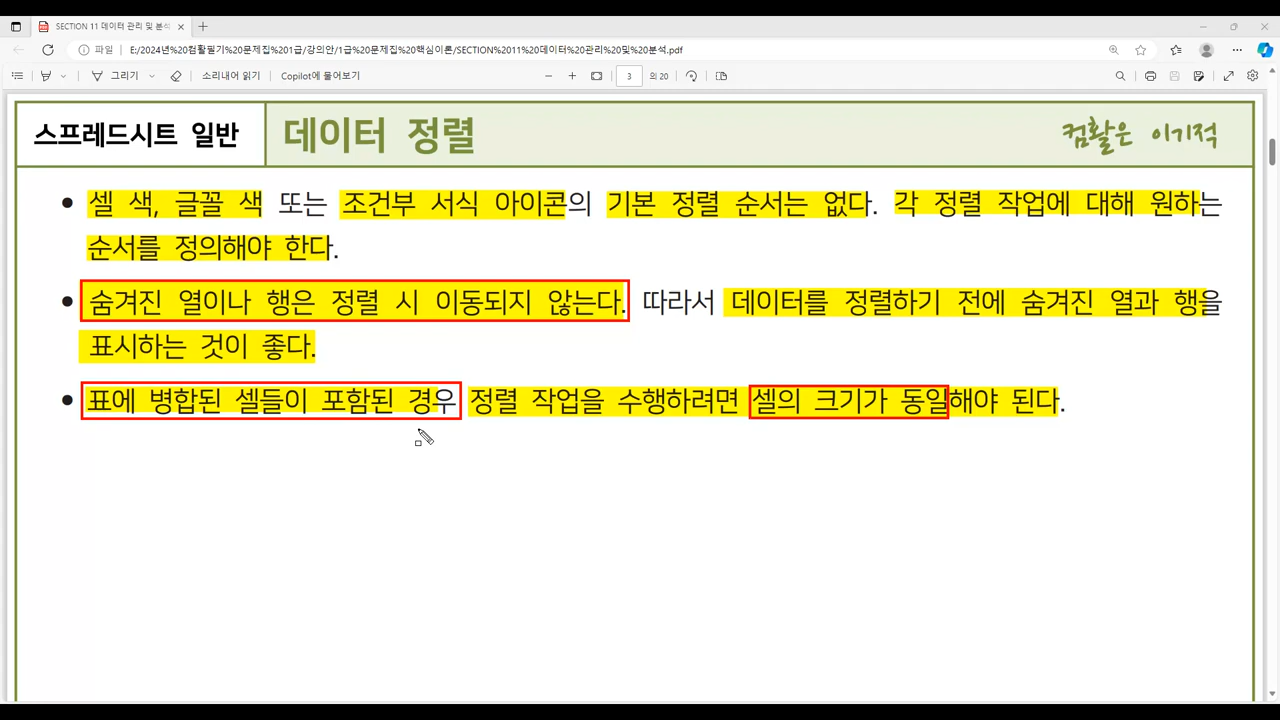 SECTION 11 데이터 관리 및 분석
파일 E:/2024년%20컴활필기%20문제집%201급/강의안/1급%20문제집%20핵심이론/SECTION%2011%20데이터%20관리%20및%20분석.pdf
그리기 소리내어 읽기 Copilot에 물어보기 3 의 20
스프레드시트 일반 데이터 정렬 컴활은 이기적
• 셀 색, 글꼴 색 또는 조건부 서식 아이콘의 기본 정렬 순서는 없다. 각 정렬 작업에 대해 원하는
순서를 정의해야 한다.
• 숨겨진 열이나 행은 정렬 시 이동되지 않는다. 따라서 데이터를 정렬하기 전에 숨겨진 열과 행을
표시하는 것이 좋다.
• 표에 병합된 셀들이 포함된 경우 정렬 작업을 수행하려면 셀의 크기가 동일해야 된다.